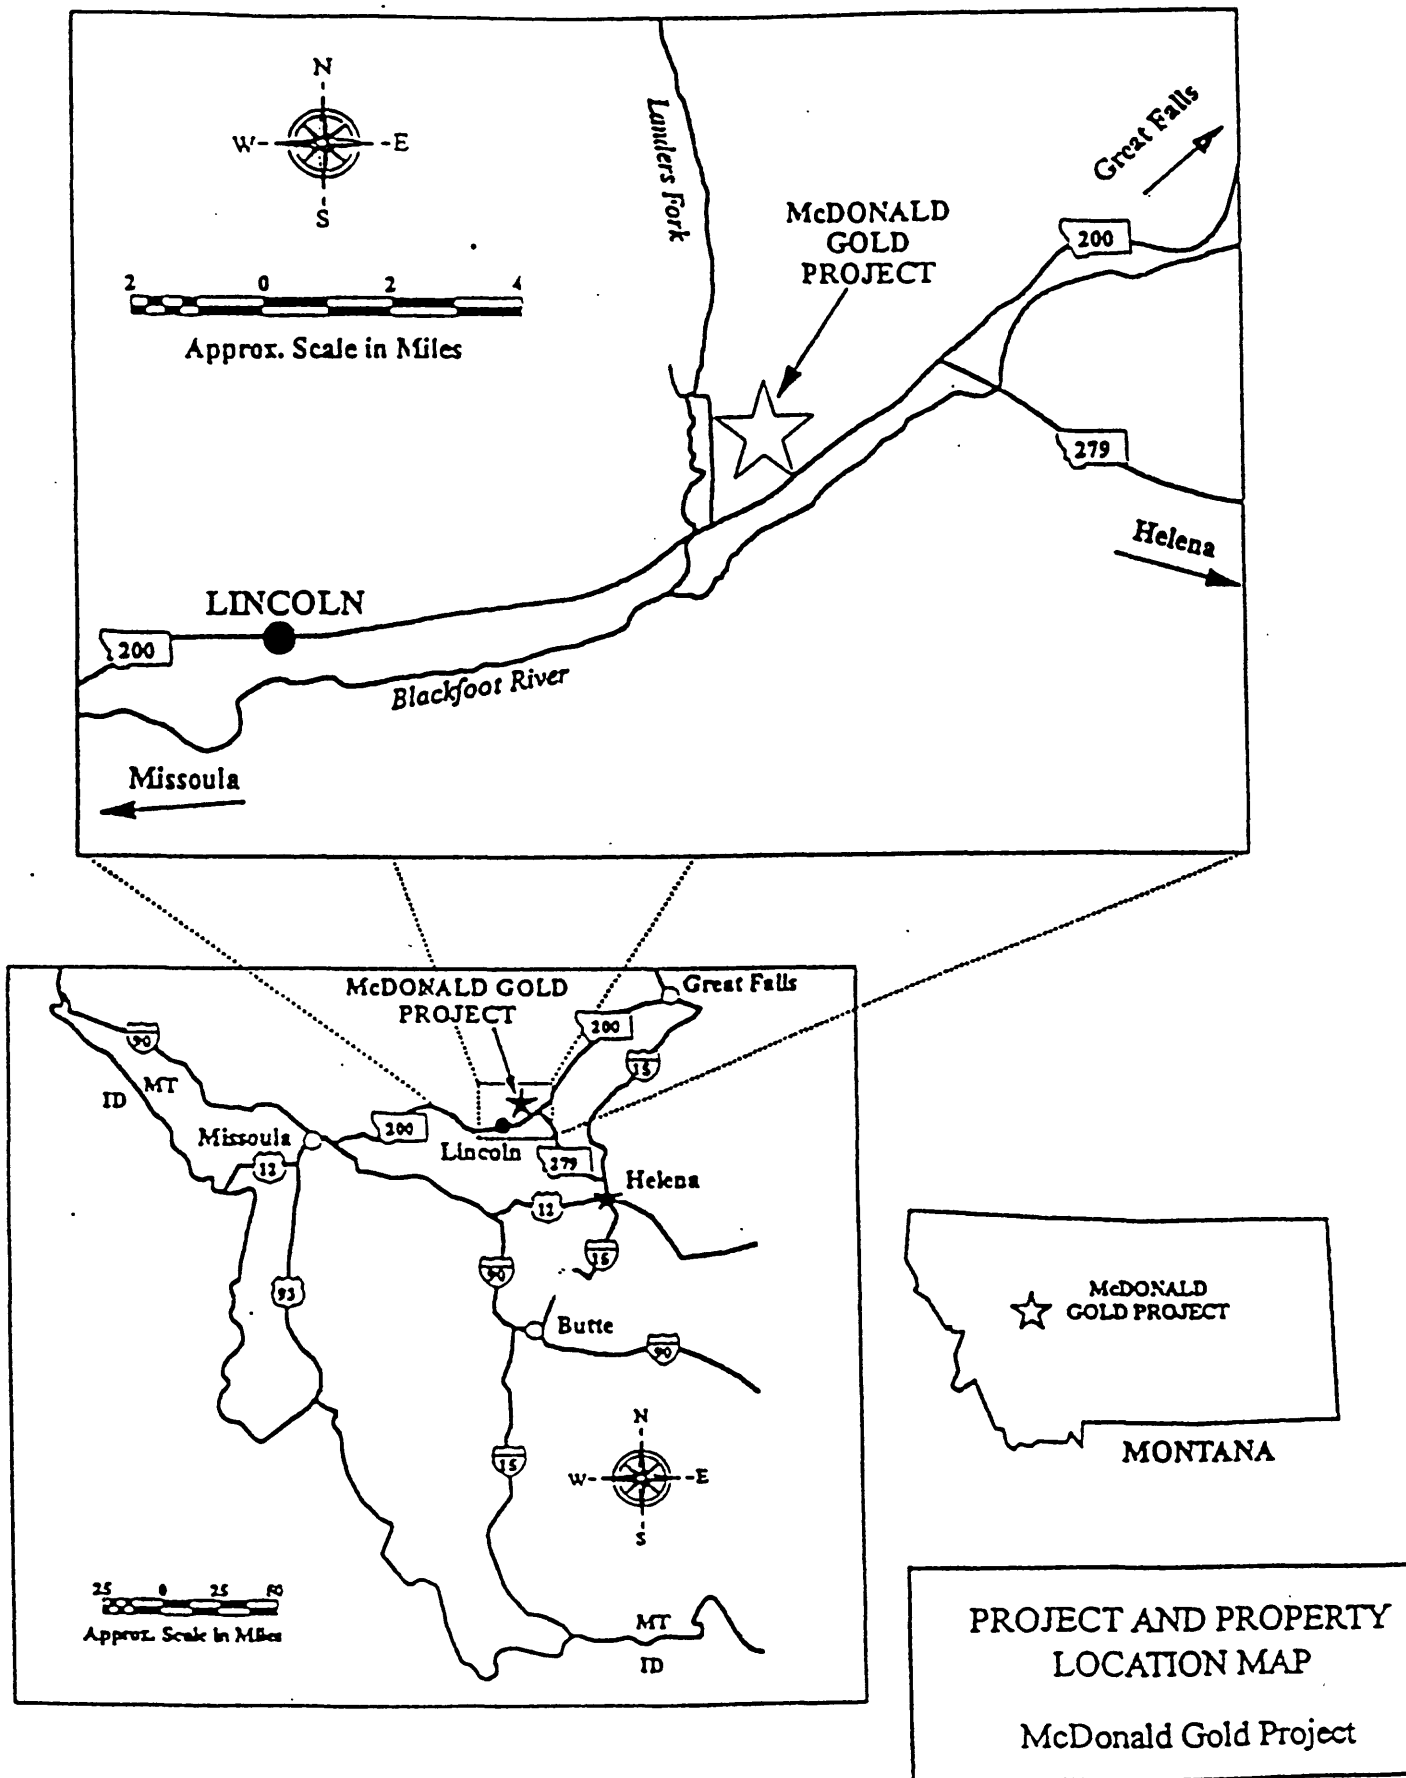 N
W
E
S
2 0 2 4
Approx. Scale in Miles
Landers Fork
McDONALD
GOLD
PROJECT
Great Falls
200
279
Helena
LINCOLN
200
Blackfoot River
Missoula
McDONALD GOLD
PROJECT
Great Falls
200
90
15
MT
ID
Missoula
200
Lincoln
12
279
Helena
12
90
15
93
Butte
90
N
W
E
S
15
25 0 25 50
Approx. Scale in Miles
MT
ID
McDONALD
GOLD PROJECT
MONTANA
PROJECT AND PROPERTY
LOCATION MAP
McDonald Gold Project